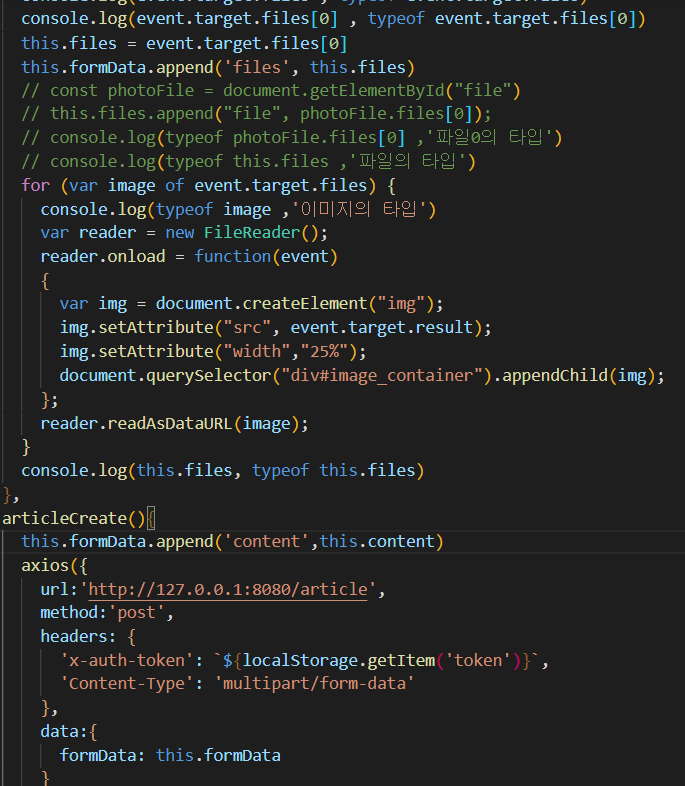 console.log(event.target.files[0] , typeof event.target.files[0])
this.files = event.target.files[0]
this.formData.append('files', this.files)
// const photoFile = document.getElementById("file")
// this.files.append("file", photoFile.files[0]);
// console.log(typeof photoFile.files[0] ,'파일0의 타입')
// console.log(typeof this.files ,'파일의 타입')
for (var image of event.target.files) {
console.log(typeof image ,'이미지의 타입')
var reader = new FileReader();
reader.onload = function(event)
{
var img = document.createElement("img");
img.setAttribute("src", event.target.result);
img.setAttribute("width","25%");
document.querySelector("div#image_container").appendChild(img);
};
reader.readAsDataURL(image);
}
console.log(this.files, typeof this.files)
},
articleCreate(){
this.formData.append('content',this.content)
axios({
url:'http://127.0.0.1:8080/article',
method:'post',
headers: {
'x-auth-token': `${localStorage.getItem('token')}`,
'Content-Type': 'multipart/form-data'
},
data:{
formData: this.formData
}